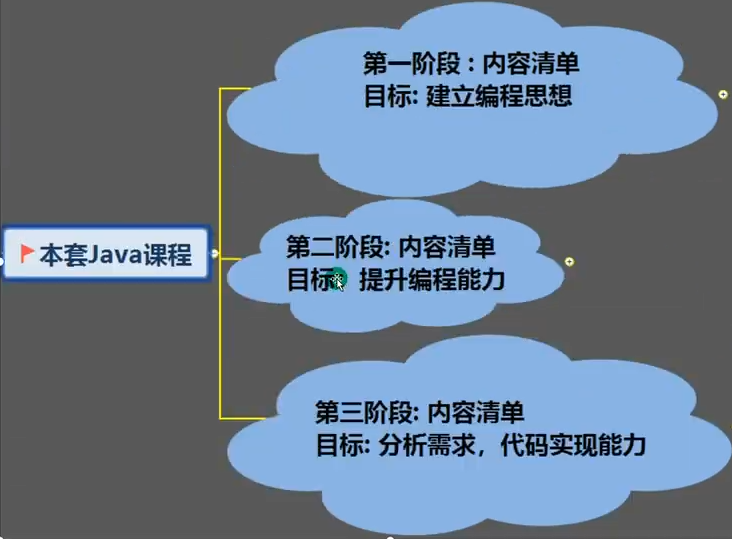 本套Java课程
第一阶段：内容清单
目标: 建立编程思想
第二阶段: 内容清单
目标: 提升编程能力
第三阶段: 内容清单
目标: 分析需求，代码实现能力